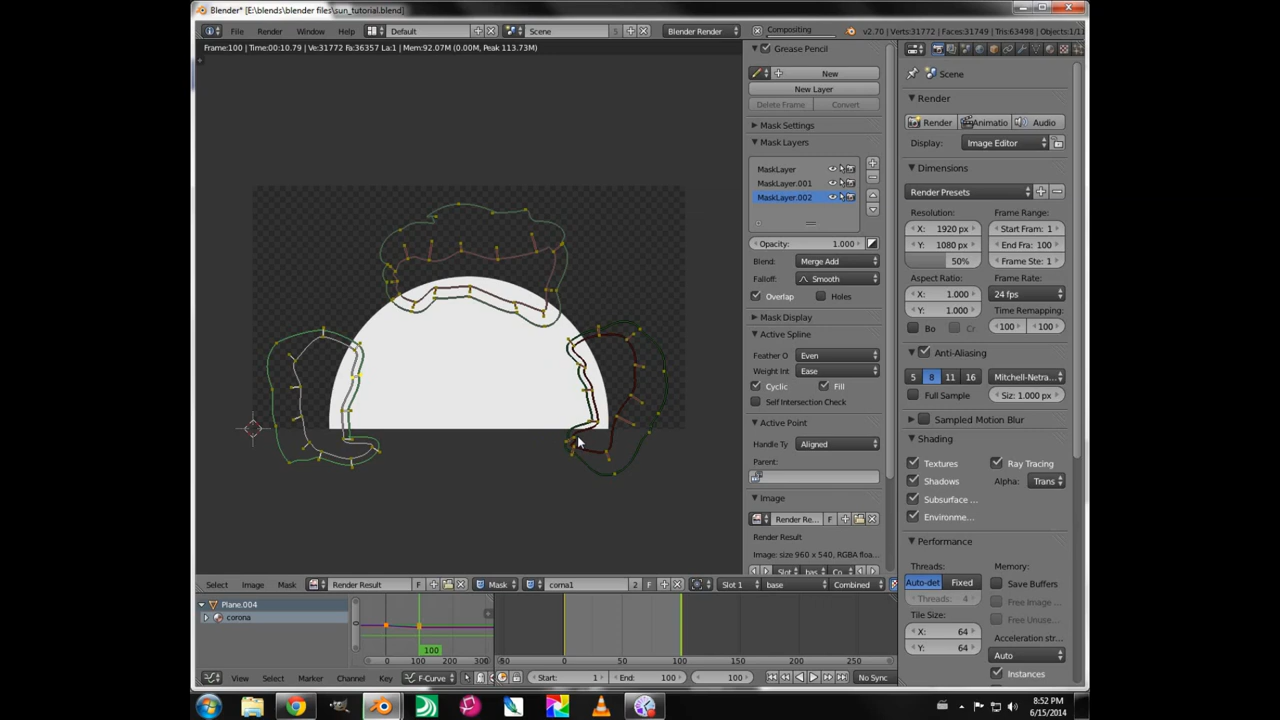 Blender* [E:\blends\blender files\sun_tutorial.blend]
File Render Window Help Default Scene 5 Blender Render Compositing v2.70 | Verts:31772 | Faces:31749 | Tris:63498 | Objects:1/11
Frame:100 | Time:00:10.79 | Ve:31772 Fa:36357 La:1 | Mem:92.07M (0.00M, Peak 113.73M)
Grease Pencil
New
New Layer
Delete Frame Convert
Mask Settings
Mask Layers
MaskLayer
MaskLayer.001
MaskLayer.002
Opacity: 1.000
Blend: Merge Add
Falloff: Smooth
Overlap Holes
Mask Display
Active Spline
Feather O Even
Weight Int Ease
Cyclic Fill
Self Intersection Check
Active Point
Handle Ty Aligned
Parent:
Image
Render Re... F
Render Result
Image: size 960 x 540, RGBA floa...
Slot bas Co
Scene
Render
Render Animatio Audio
Display: Image Editor
Dimensions
Render Presets
Resolution: Frame Range:
X: 1920 px Start Fram: 1
Y: 1080 px End Fra: 100
50% Frame Ste: 1
Aspect Ratio: Frame Rate:
X: 1.000 24 fps
Y: 1.000 Time Remapping:
Bo Cr 100 100
Anti-Aliasing
5 8 11 16 Mitchell-Netra...
Full Sample Siz: 1.000 px
Sampled Motion Blur
Shading
Textures Ray Tracing
Shadows Alpha: Trans
Subsurface ...
Environme...
Performance
Threads: Memory:
Auto-det Fixed Save Buffers
Threads: 4 Free Image ...
Tile Size: Free Unuse...
X: 64 Acceleration str...
Y: 64 Auto
Instances
Select Image Mask Render Result F Mask corna1 2 F Slot 1 base Combined
Plane.004
corona
100
0 100 200 300
-50 0 50 100 150 200 250
View Select Marker Channel Key F-Curve
Start: 1 End: 100 100 No Sync
8:52 PM
6/15/2014